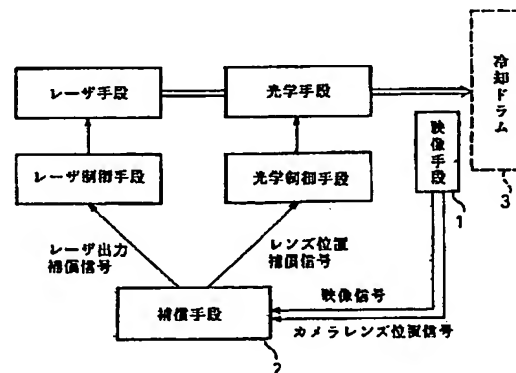 レーザ手段
光学手段
冷却ドラム
3
映像手段
1
レーザ制御手段
光学制御手段
レーザ出力
補償信号
レンズ位置
補償信号
補償手段
2
映像信号
カメラレンズ位置信号